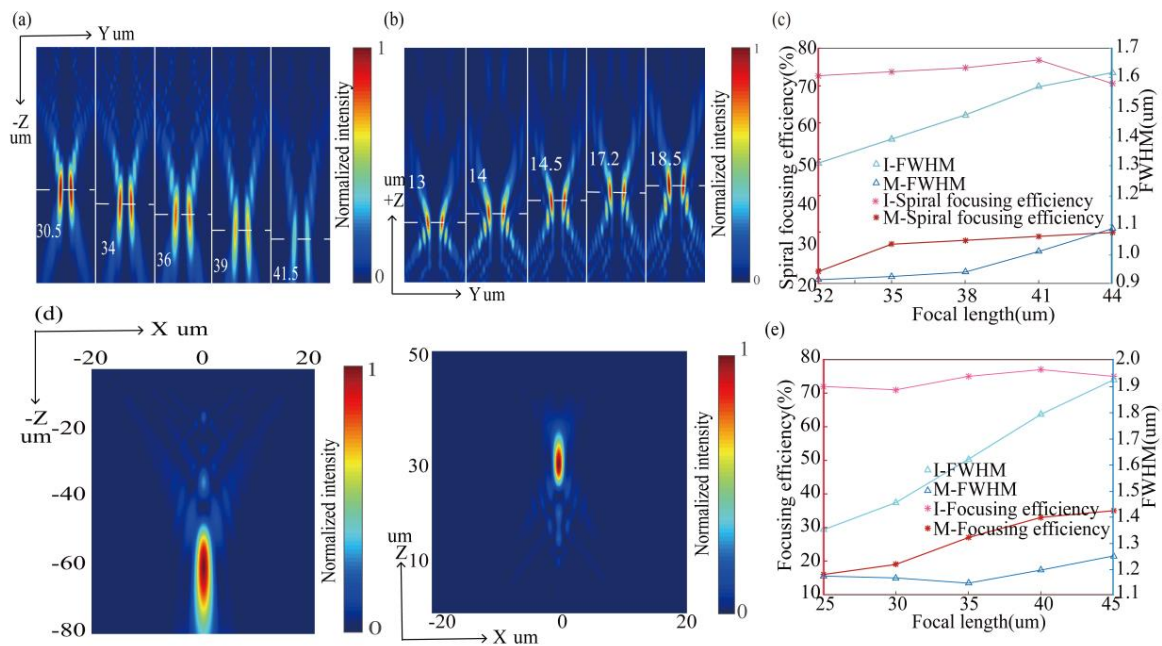 (a)
Y um
-Z
um
30.5
34
36
39
41.5
1
Normalized intensity
0
(b)
13
14
14.5
17.2
18.5
um
+Z
Y um
1
Normalized intensity
0
(c)
Spiral focusing efficiency(%)
80
70
60
50
40
30
20
I-FWHM
M-FWHM
I-Spiral focusing efficiency
M-Spiral focusing efficiency
1.7
1.6
1.5
1.4
1.3
1.2
1.1
1.0
0.9
FWHM(um)
32 35 38 41 44
Focal length(um)
(d)
X um
-20 0 20
-Z
um
-20
-40
-60
-80
1
Normalized intensity
0
50
30
um
Z
10
-20 0 20
X um
1
Normalized intensity
0
(e)
Focusing efficiency(%)
80
70
60
50
40
30
20
10
I-FWHM
M-FWHM
I-Focusing efficiency
M-Focusing efficiency
2.0
1.9
1.8
1.7
1.6
1.5
1.4
1.3
1.2
1.1
FWHM(um)
25 30 35 40 45
Focal length(um)